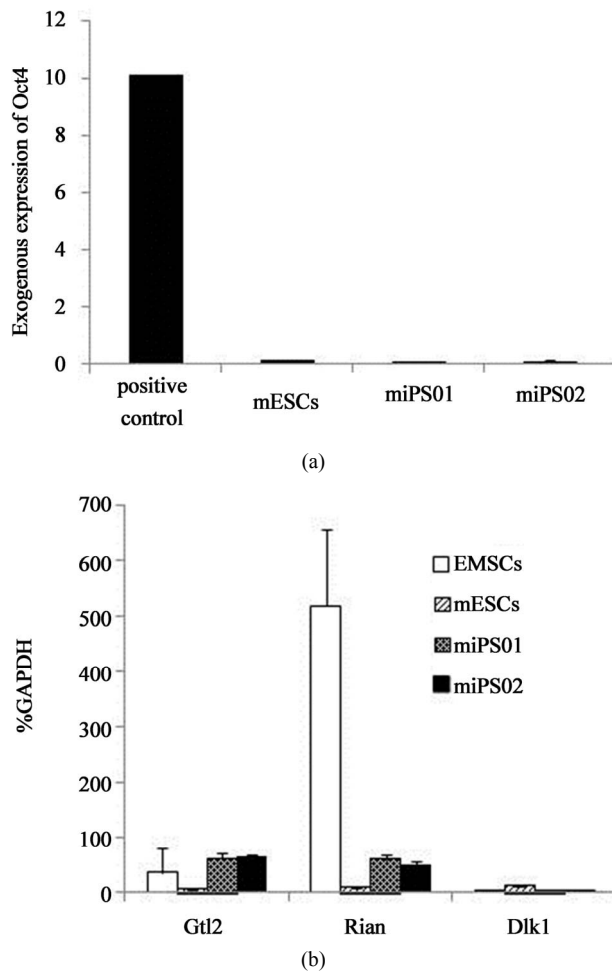 12
10
8
6
4
2
0
Exogenous expression of Oct4
positive control
mESCs
miPS01
miPS02
(a)
700
600
500
400
300
200
100
0
%GAPDH
EMSCs
mESCs
miPS01
miPS02
Gtl2
Rian
Dlk1
(b)